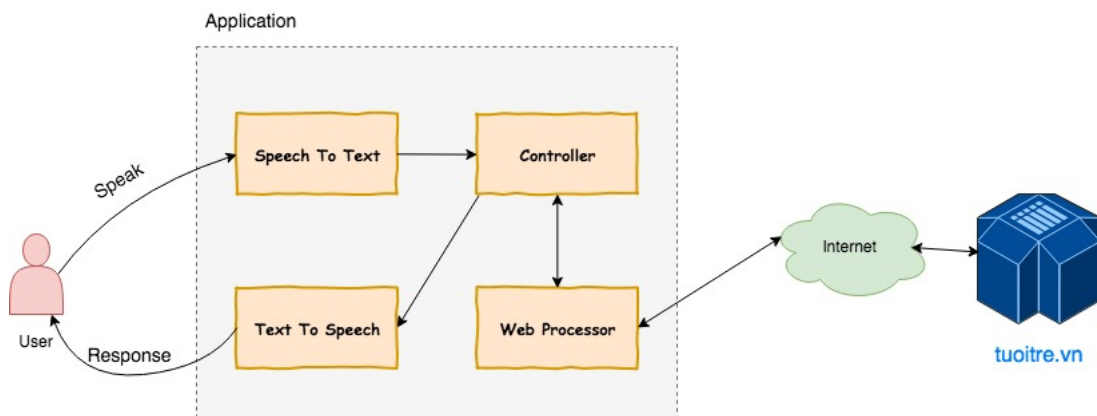 Application
Speech To Text
Controller
Speak
Internet
User
Response
Text To Speech
Web Processor
tuoitre.vn